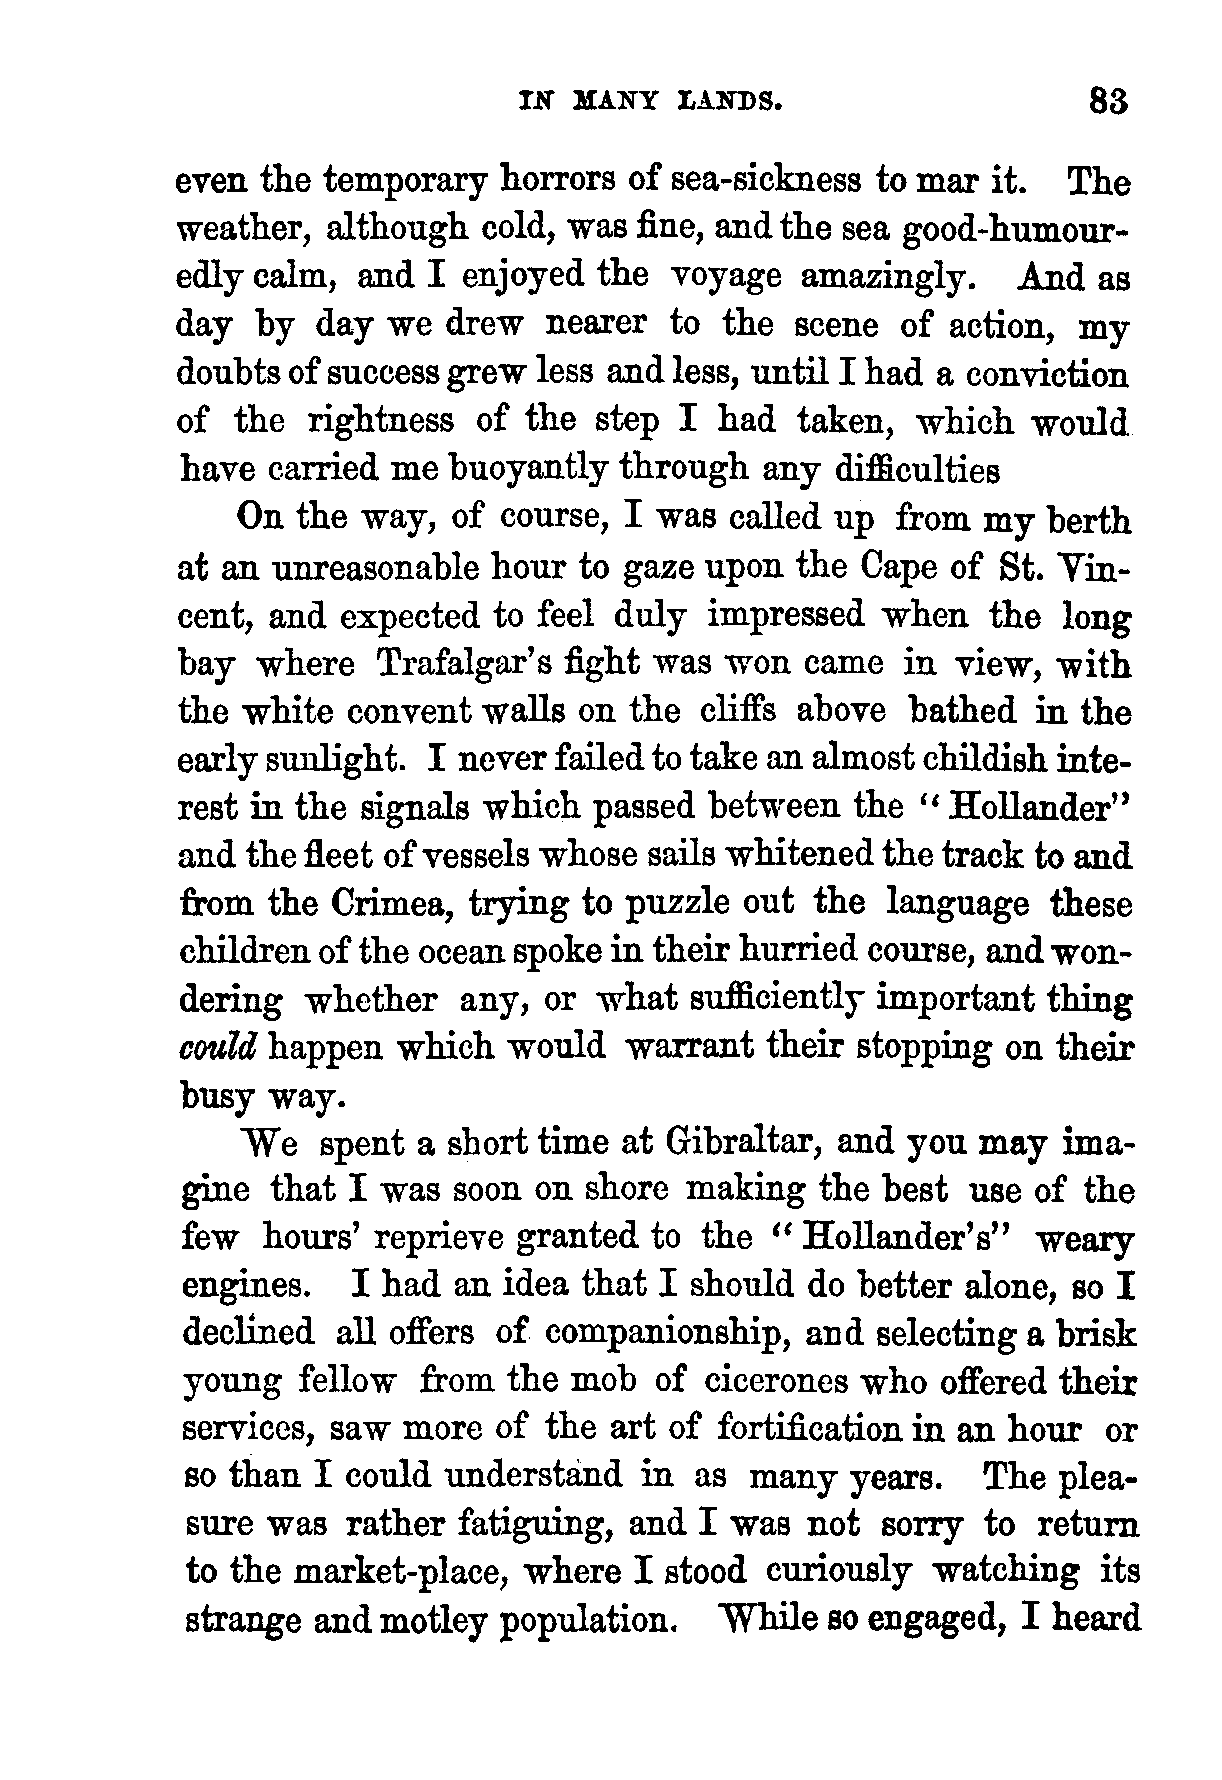 IN MANY LANDS. 83
even the temporary horrors of sea-sickness to mar it. The
weather, although cold, was fine, and the sea good-humour-
edly calm, and I enjoyed the voyage amazingly. And as
day by day we drew nearer to the scene of action, my
doubts of success grew less and less, until I had a conviction
of the rightness of the step I had taken, which would
have carried me buoyantly through any difficulties
On the way, of course, I was called up from my berth
at an unreasonable hour to gaze upon the Cape of St. Vin-
cent, and expected to feel duly impressed when the long
bay where Trafalgar's fight was won came in view, with
the white convent walls on the cliffs above bathed in the
early sunlight. I never failed to take an almost childish inte-
rest in the signals which passed between the “Hollander”
and the fleet of vessels whose sails whitened the track to and
from the Crimea, trying to puzzle out the language these
children of the ocean spoke in their hurried course, and won-
dering whether any, or what sufficiently important thing
could happen which would warrant their stopping on their
busy way.
We spent a short time at Gibraltar, and you may ima-
gine that I was soon on shore making the best use of the
few hours' reprieve granted to the “Hollander's” weary
engines. I had an idea that I should do better alone, so I
declined all offers of companionship, and selecting a brisk
young fellow from the mob of cicerones who offered their
services, saw more of the art of fortification in an hour or
so than I could understand in as many years. The plea-
sure was rather fatiguing, and I was not sorry to return
to the market-place, where I stood curiously watching its
strange and motley population. While so engaged, I heard